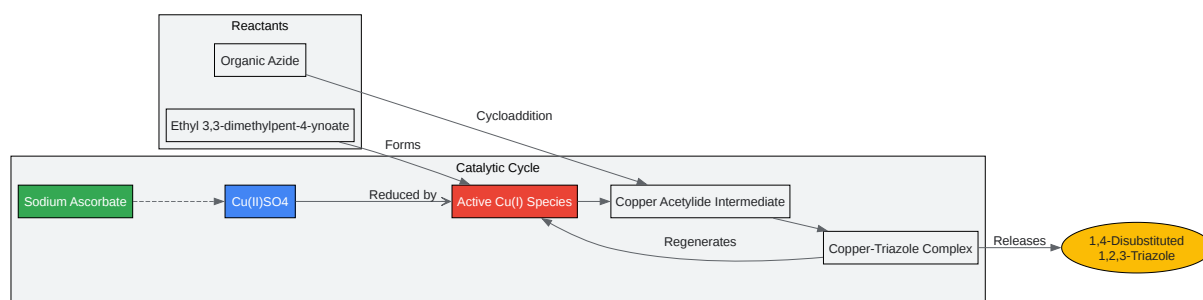 Reactants
Organic Azide
Cycloaddition
Ethyl 3,3-dimethylpent-4-ynoate
Forms
Catalytic Cycle
Sodium Ascorbate
Cu(II)SO4
Reduced by
Active Cu(I) Species
Copper Acetylide Intermediate
Regenerates
Copper-Triazole Complex
Releases
1,4-Disubstituted
1,2,3-Triazole